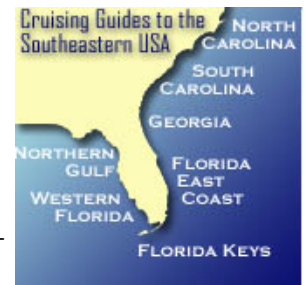 Cruising Guides to the
Southeastern USA
NORTH
CAROLINA
SOUTH
CAROLINA
GEORGIA
NORTHERN
GULF
FLORIDA
EAST
COAST
WESTERN
FLORIDA
FLORIDA KEYS